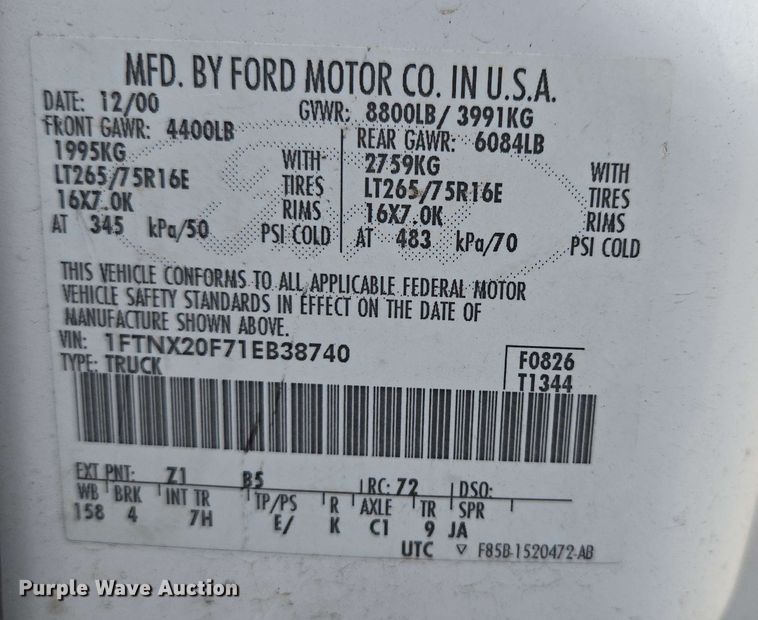 MFD. BY FORD MOTOR CO. IN U.S.A.
DATE: 12/00 GVWR: 8800LB/ 3991KG
FRONT GAWR: 4400LB REAR GAWR: 6084LB
1995KG WITH 2759KG WITH
LT265/75R16E TIRES LT265/75R16E TIRES
16X7.0K RIMS 16X7.0K RIMS
AT 345 kPa/50 PSI COLD AT 483 kPa/70 PSI COLD
THIS VEHICLE CONFORMS TO ALL APPLICABLE FEDERAL MOTOR
VEHICLE SAFETY STANDARDS IN EFFECT ON THE DATE OF
MANUFACTURE SHOWN ABOVE.
VIN: 1FTNX20F71EB38740 F0826
TYPE: TRUCK T1344
EXT PNT: Z1 B5 RC: 72 DSO:
WB BRK INT TR TP/PS R AXLE TR SPR
158 4 7H E/ K C1 9 JA
UTC ▽ F85B-1520472-AB
Purple Wave Auction